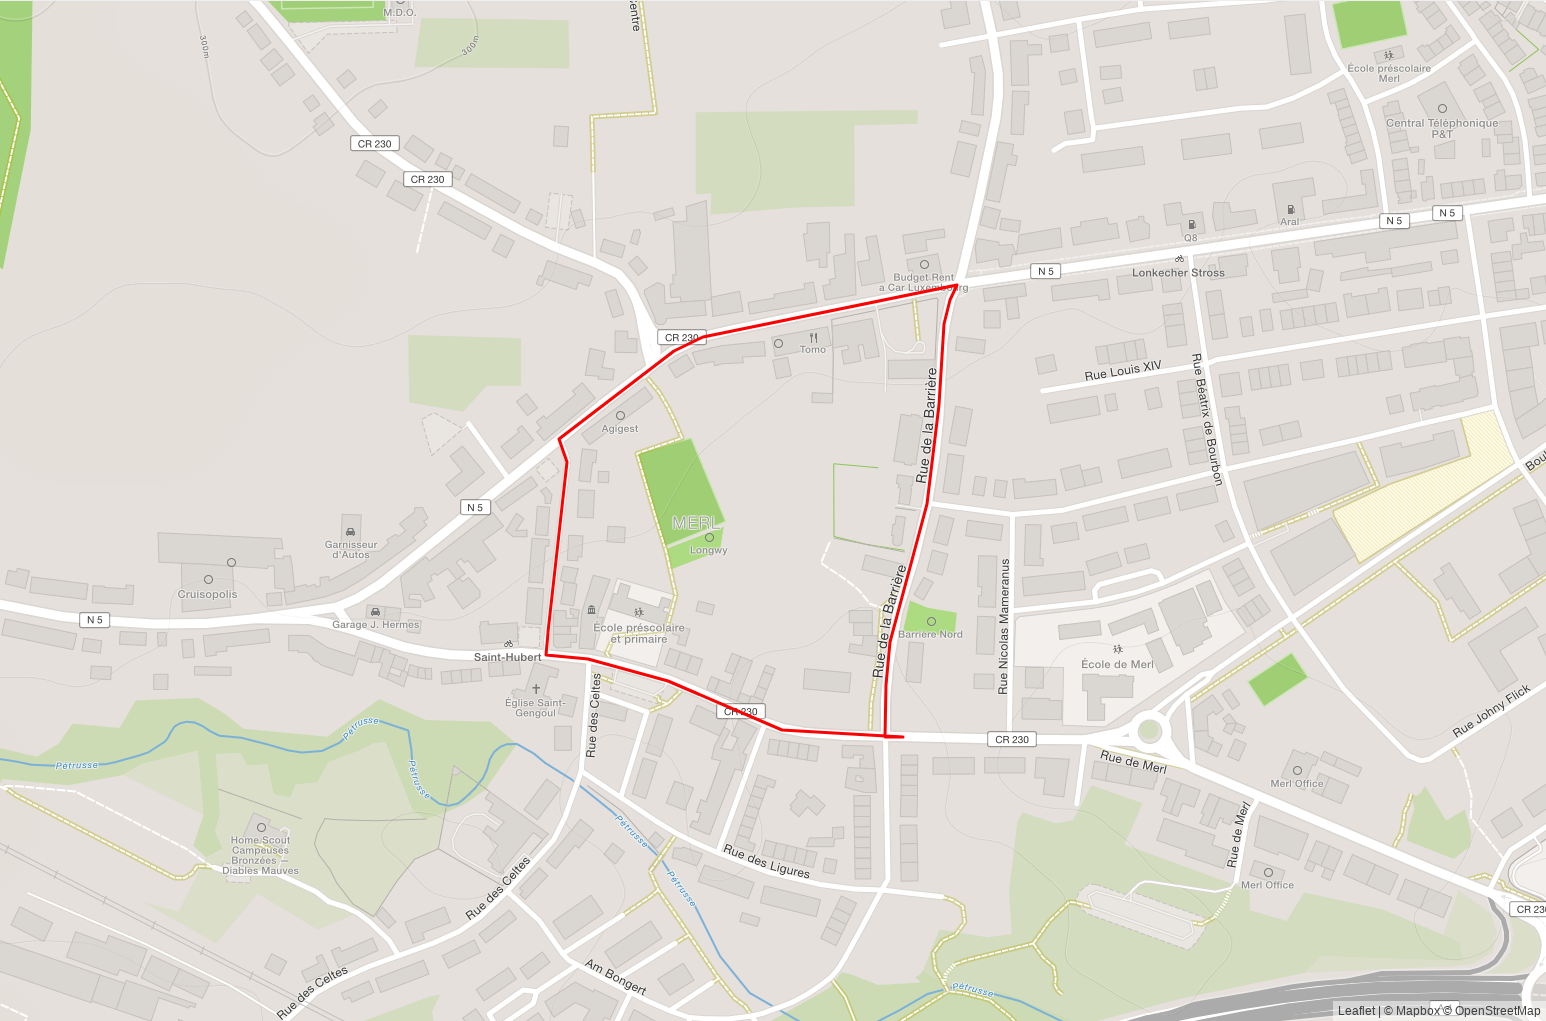 Centre
M.D.O.
300m
300m
École préscolaire
Merl
Central Téléphonique
P&T
CR 230
CR 230
N 5
N 5
Aral
Q8
Lonkecher Stross
N 5
Budget Rent
a Car Luxembourg
CR 230
Tomo
Rue Louis XIV
Rue de la Barrière
Rue Béatrix de Bourbon
Agigest
N 5
MERL
Longwy
Garnisseur
d'Autos
Cruisopolis
N 5
Garage J. Hermes
École préscolaire
et primaire
Saint-Hubert
Rue de la Barrière
Barrière Nord
Rue Nicolas Mameranus
École de Merl
Église Saint-
Gengoul
Rue des Celtes
CR 230
CR 230
Rue de Merl
Rue Johny Flick
Merl Office
Pétrusse
Pétrusse
Pétrusse
Pétrusse
Pétrusse
Home Scout
Campeuses
Bronzées —
Diables Mauves
Rue des Ligures
Rue de Merl
Merl Office
Rue des Celtes
CR 230
Rue des Celtes
Am Bongert
Pétrusse
Leaflet | © Mapbox © OpenStreetMap